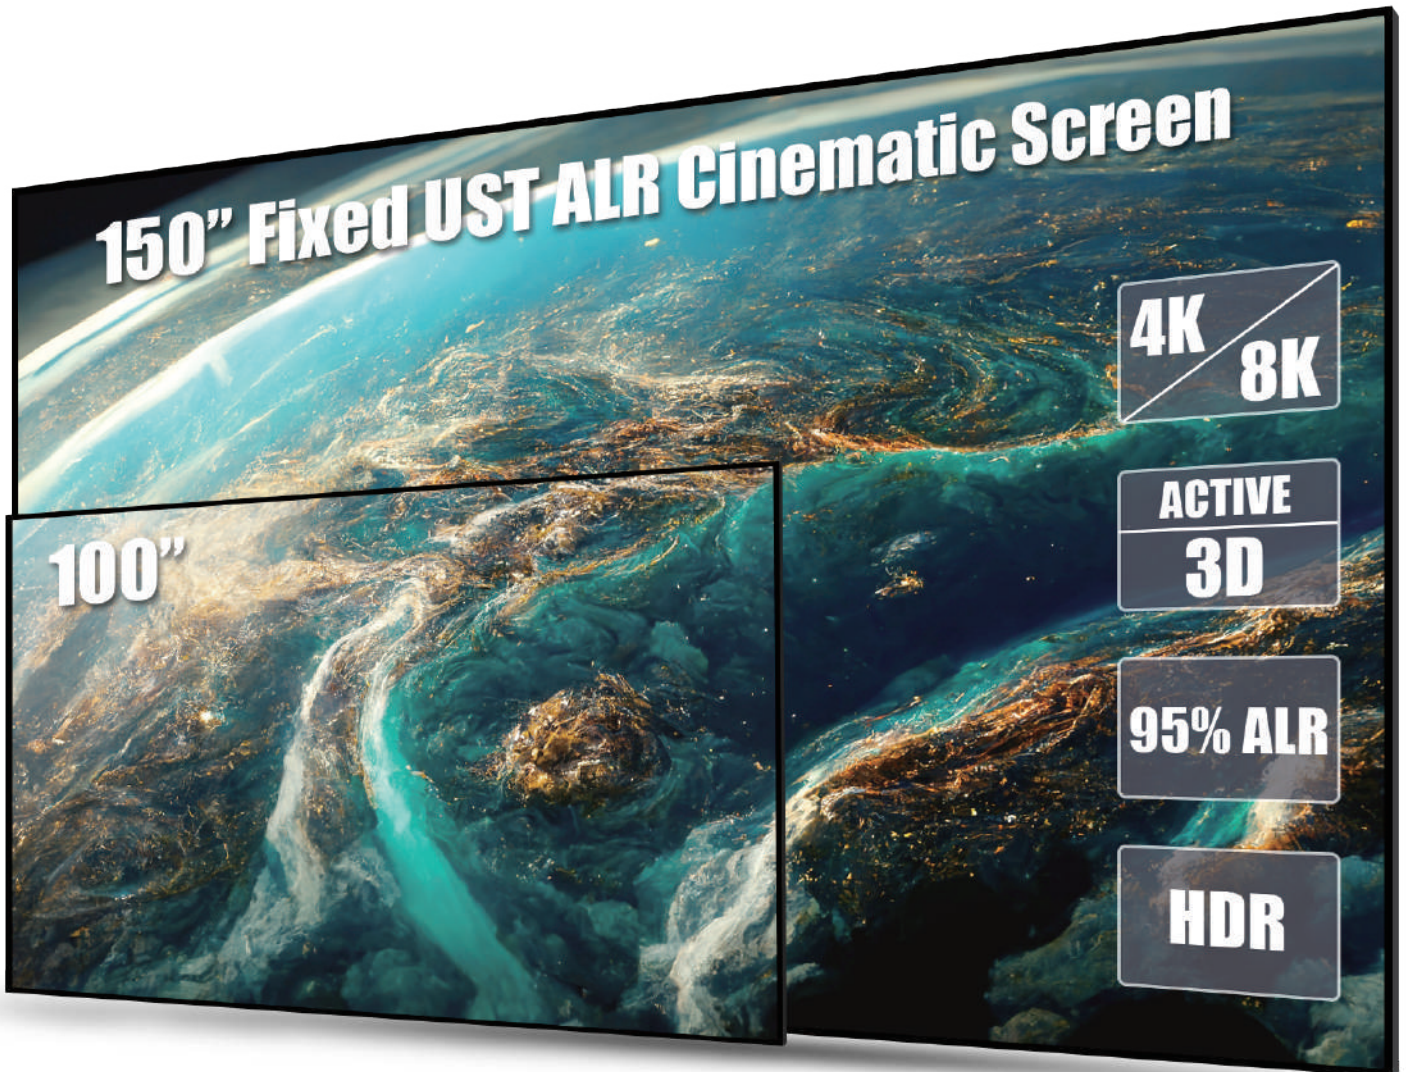 150” Fixed UST ALR Cinematic Screen
4K
8K
100”
ACTIVE
3D
95% ALR
HDR